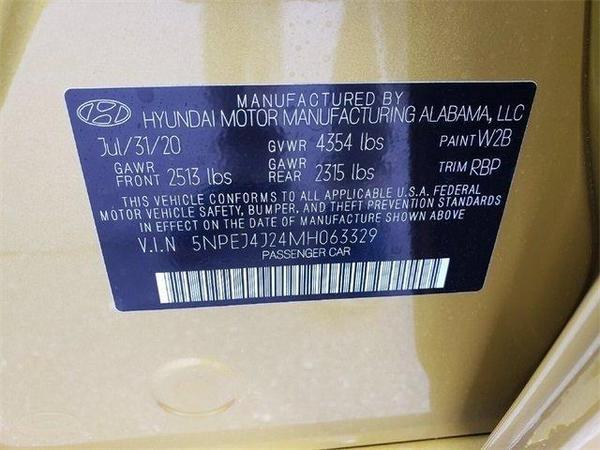 MANUFACTURED BY
HYUNDAI MOTOR MANUFACTURING ALABAMA, LLC
Jul/31/20 GVWR 4354 lbs PAINT W2B
GAWR FRONT 2513 lbs GAWR REAR 2315 lbs TRIM RBP
THIS VEHICLE CONFORMS TO ALL APPLICABLE U.S.A. FEDERAL
MOTOR VEHICLE SAFETY, BUMPER, AND THEFT PREVENTION STANDARDS
IN EFFECT ON THE DATE OF MANUFACTURE SHOWN ABOVE.
V.I.N 5NPEJ4J24MH063329
PASSENGER CAR